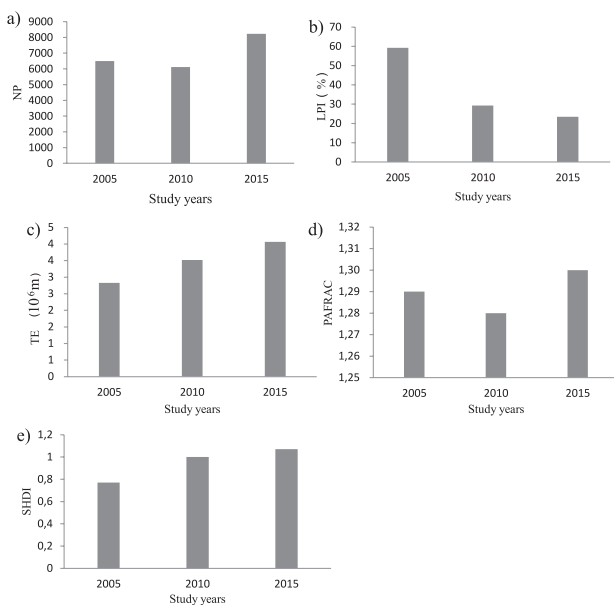 a)
9000
8000
7000
6000
5000
4000
3000
2000
1000
0
NP
2005 2010 2015
Study years
b)
70
60
50
40
30
20
10
0
LPI ( %)
2005 2010 2015
Study years
c)
5
4
4
3
3
2
2
1
1
0
TE (10⁶m)
2005 2010 2015
Study years
d)
1,32
1,31
1,30
1,29
1,28
1,27
1,26
1,25
PAFRAC
2005 2010 2015
Study years
e)
1,2
1
0,8
0,6
0,4
0,2
0
SHDI
2005 2010 2015
Study years